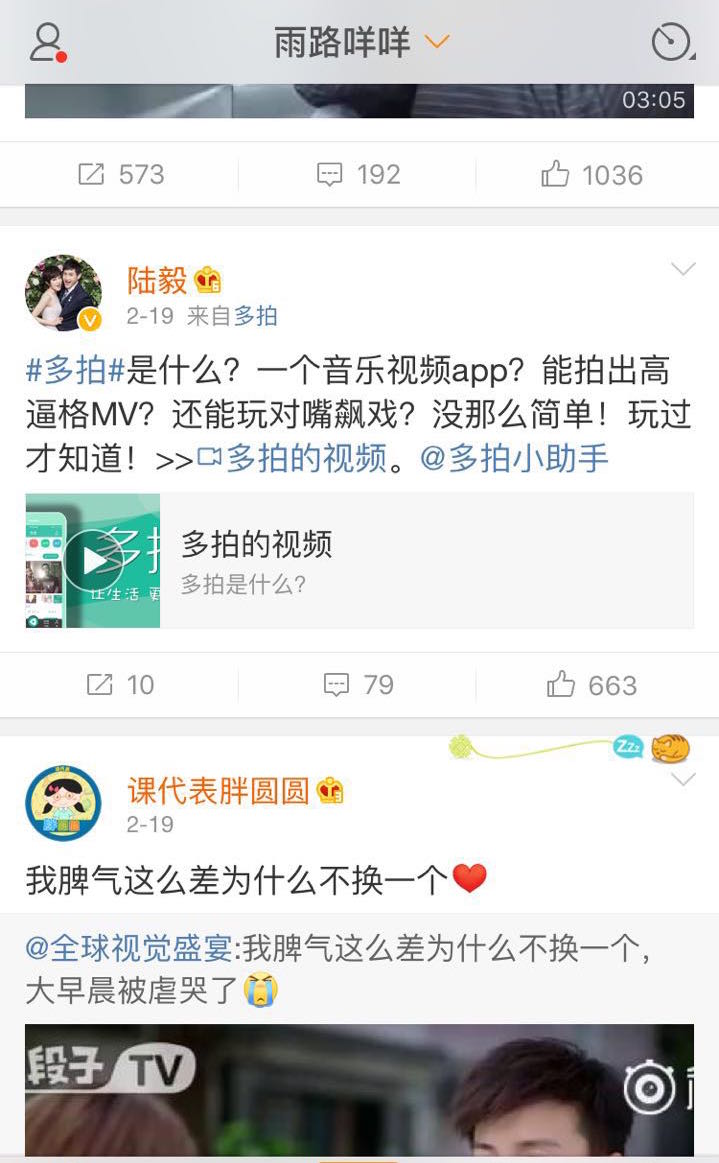 雨路咩咩
03:05
573
192
1036
陆毅
2-19 来自多拍
#多拍#是什么？一个音乐视频app？能拍出高
逼格MV？还能玩对嘴飙戏？没那么简单！玩过
才知道！>>多拍的视频。@多拍小助手
多拍的视频
多拍是什么?
让生活
10
79
663
Zzz
课代表胖圆圆
2-19
我脾气这么差为什么不换一个❤️
@全球视觉盛宴:我脾气这么差为什么不换一个，
大早晨被虐哭了😭
段子TV